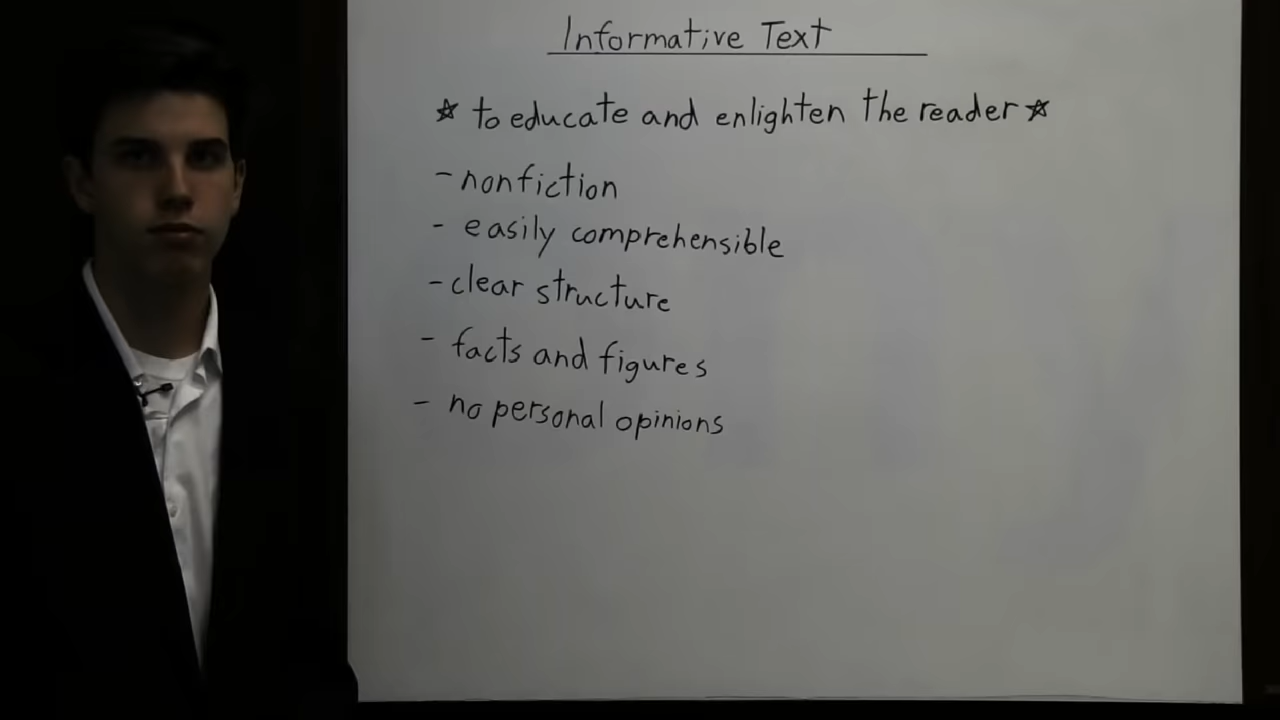 Informative Text
☆ to educate and enlighten the reader ☆
- nonfiction
- easily comprehensible
- clear structure
- facts and figures
- no personal opinions